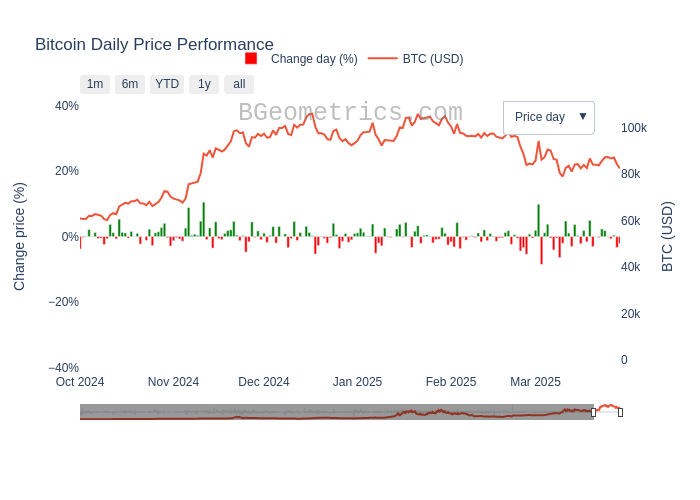 Bitcoin Daily Price Performance
Change day (%) BTC (USD)
1m 6m YTD 1y all
BGeometrics.com
Price day ▼
40%
20%
0%
−20%
−40%
Change price (%)
100k
80k
60k
40k
20k
0
BTC (USD)
Oct 2024 Nov 2024 Dec 2024 Jan 2025 Feb 2025 Mar 2025